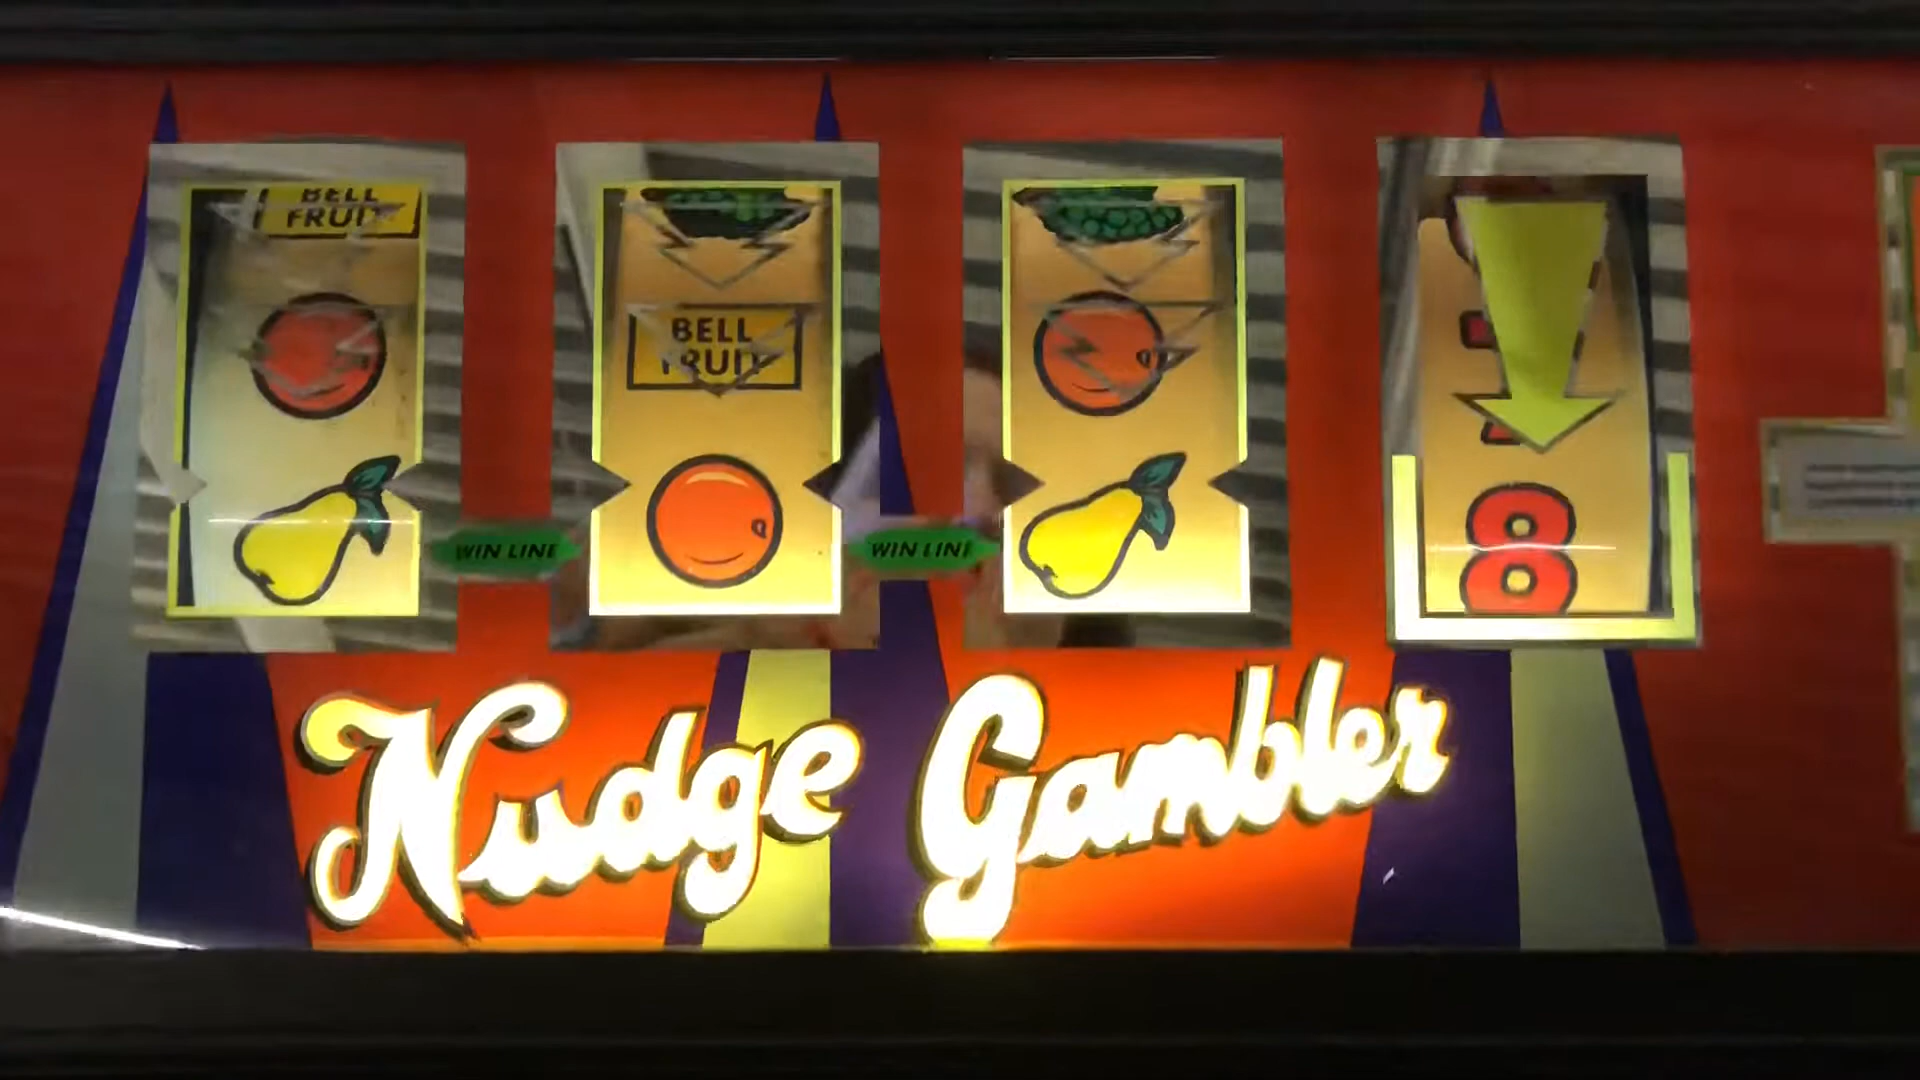 BELL
FRUIT
BELL
FRUIT
WIN LINE
WIN LINE
8
Nudge Gambler